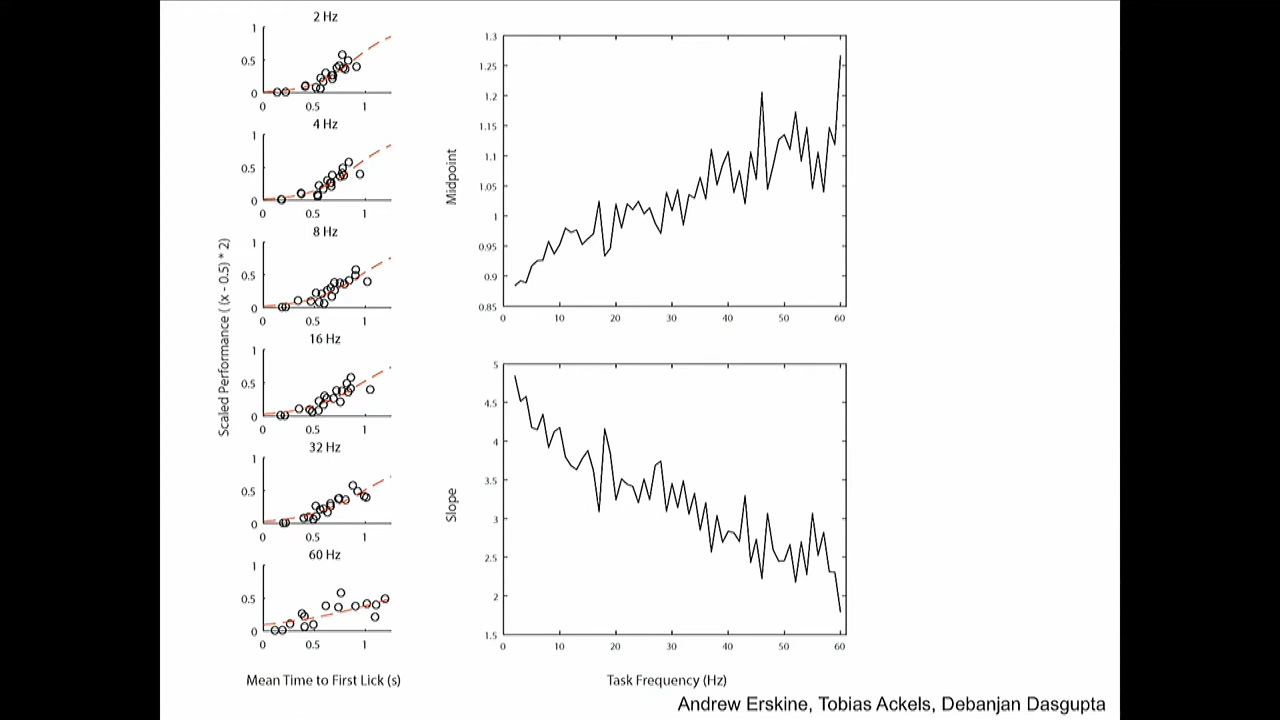 2 Hz
1
0.5
0
0 0.5 1
4 Hz
1
0.5
0
0 0.5 1
8 Hz
1
0.5
0
0 0.5 1
16 Hz
1
0.5
0
0 0.5 1
32 Hz
1
0.5
0
0 0.5 1
60 Hz
1
0.5
0
0 0.5 1
Scaled Performance ( (x - 0.5) * 2)
Mean Time to First Lick (s)
1.3
1.25
1.2
1.15
1.1
1.05
1
0.95
0.9
0.85
0 10 20 30 40 50 60
Midpoint
5
4.5
4
3.5
3
2.5
2
1.5
0 10 20 30 40 50 60
Slope
Task Frequency (Hz)
Andrew Erskine, Tobias Ackels, Debanjan Dasgupta